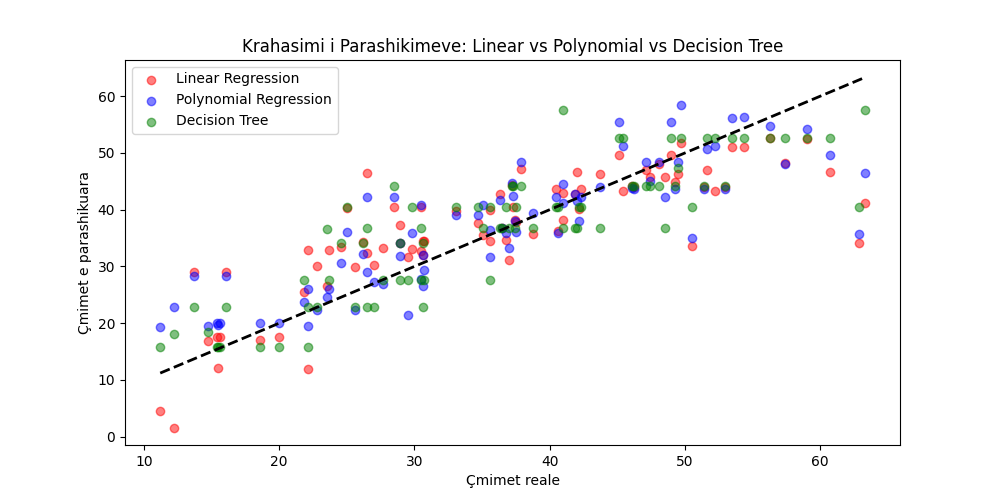 Krahasimi i Parashikimeve: Linear vs Polynomial vs Decision Tree
Linear Regression
Polynomial Regression
Decision Tree
Çmimet e parashikuara
60
50
40
30
20
10
0
10 20 30 40 50 60
Çmimet reale